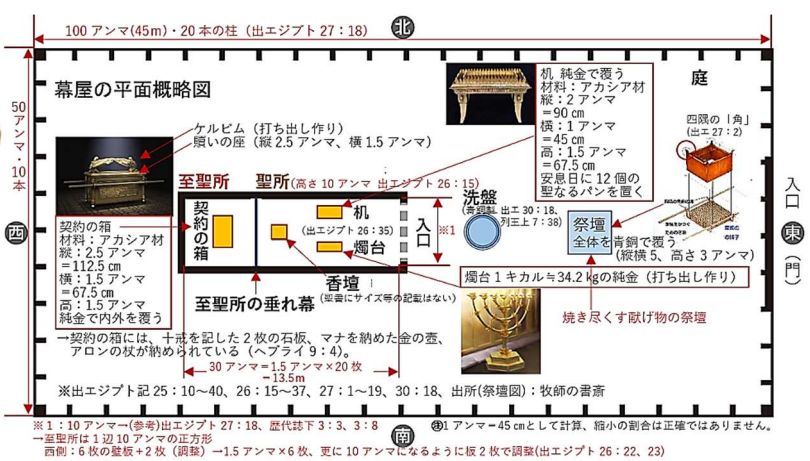 北
100 アンマ(45m)・20 本の柱（出エジプト 27：18）
50 アンマ・10 本
西
幕屋の平面概略図
ケルビム（打ち出し作り）
贖いの座（縦 2.5 アンマ、横 1.5 アンマ）
机 純金で覆う
材料：アカシア材
縦：2 アンマ
＝90 ㎝
横：1 アンマ
＝45 ㎝
高：1.5 アンマ
＝67.5 ㎝
安息日に 12 個の
聖なるパンを置く
庭
四隅の「角」
（出エ 27：2）
入口
東
（門）
至聖所
聖所(高さ 10 アンマ 出エジプト 26：15)
契約の箱
机
（出エジプト 26：35）
燭台
入口
※1
香壇
（聖書にサイズ等の記載はない）
至聖所の垂れ幕
洗盤
（青銅製 出エ 30：18、
列王上 7：38）
祭壇
全体を青銅で覆う
（縦横 5、高さ 3 アンマ）
契約の箱
材料：アカシア材
縦：2.5 アンマ
＝112.5 ㎝
横：1.5 アンマ
＝67.5 ㎝
高：1.5 アンマ
純金で内外を覆う
燭台 1 キカル≒34.2 ㎏の純金（打ち出し作り）
焼き尽くす献げ物の祭壇
→契約の箱には、十戒を記した 2 枚の石板、マナを納めた金の壺、
アロンの杖が納められている（ヘブライ 9：4）。
30 アンマ＝1.5 アンマ×20 枚
＝13.5m
※出エジプト記 25：10～40、26：15～37、27：1～19、30：18、出所(祭壇図)：牧師の書斎
※１：10 アンマ→(参考)出エジプト 27：18、歴代誌下 3：3、3：8
南
㊟1 アンマ＝45 ㎝として計算、縮小の割合は正確ではありません。
→至聖所は 1 辺 10 アンマの正方形
西側：6 枚の壁板＋2 枚（調整）→1.5 アンマ×6 枚、更に 10 アンマになるように板 2 枚で調整(出エジプト 26：22、23)